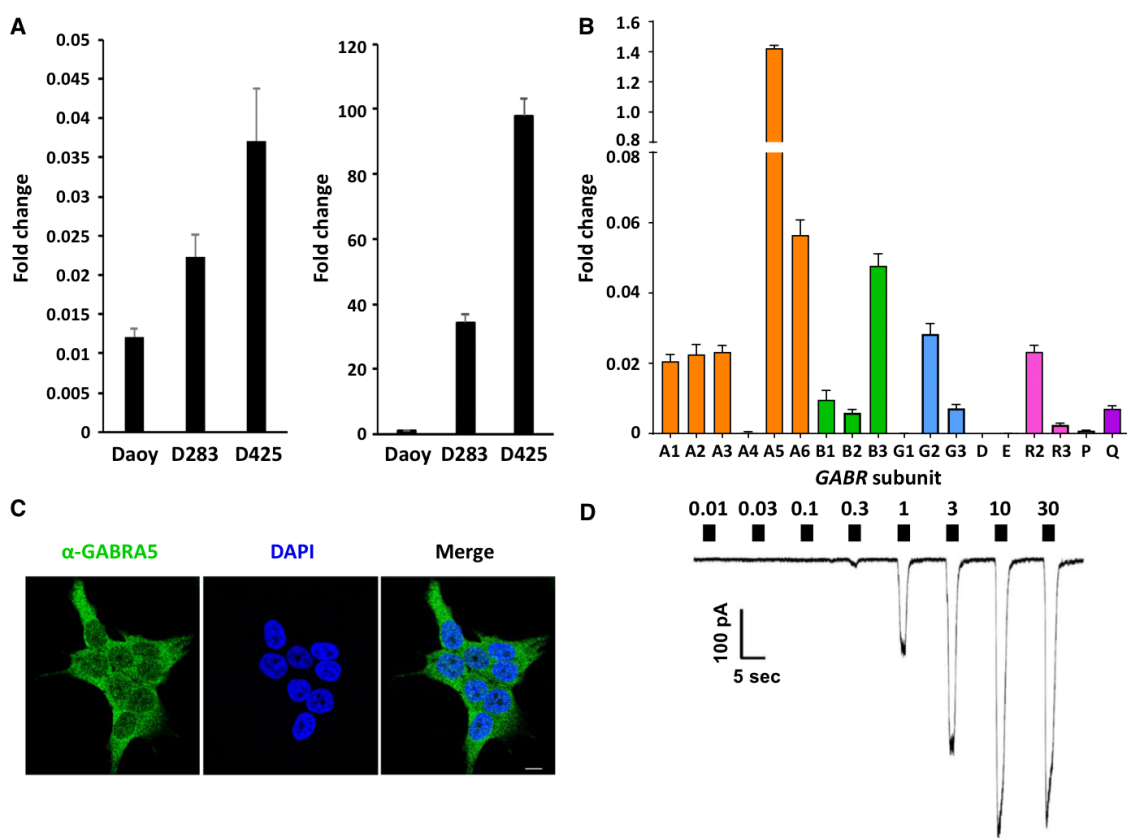 A
Fold change
0.05
0.045
0.04
0.035
0.03
0.025
0.02
0.015
0.01
0.005
0
Daoy D283 D425
Fold change
120
100
80
60
40
20
0
Daoy D283 D425
B
Fold change
1.6
1.4
1.2
1.0
0.8
0.08
0.06
0.04
0.02
0
A1 A2 A3 A4 A5 A6 B1 B2 B3 G1 G2 G3 D E R2 R3 P Q
GABR subunit
C
α-GABRA5 DAPI Merge
D
0.01 0.03 0.1 0.3 1 3 10 30
100 pA
5 sec